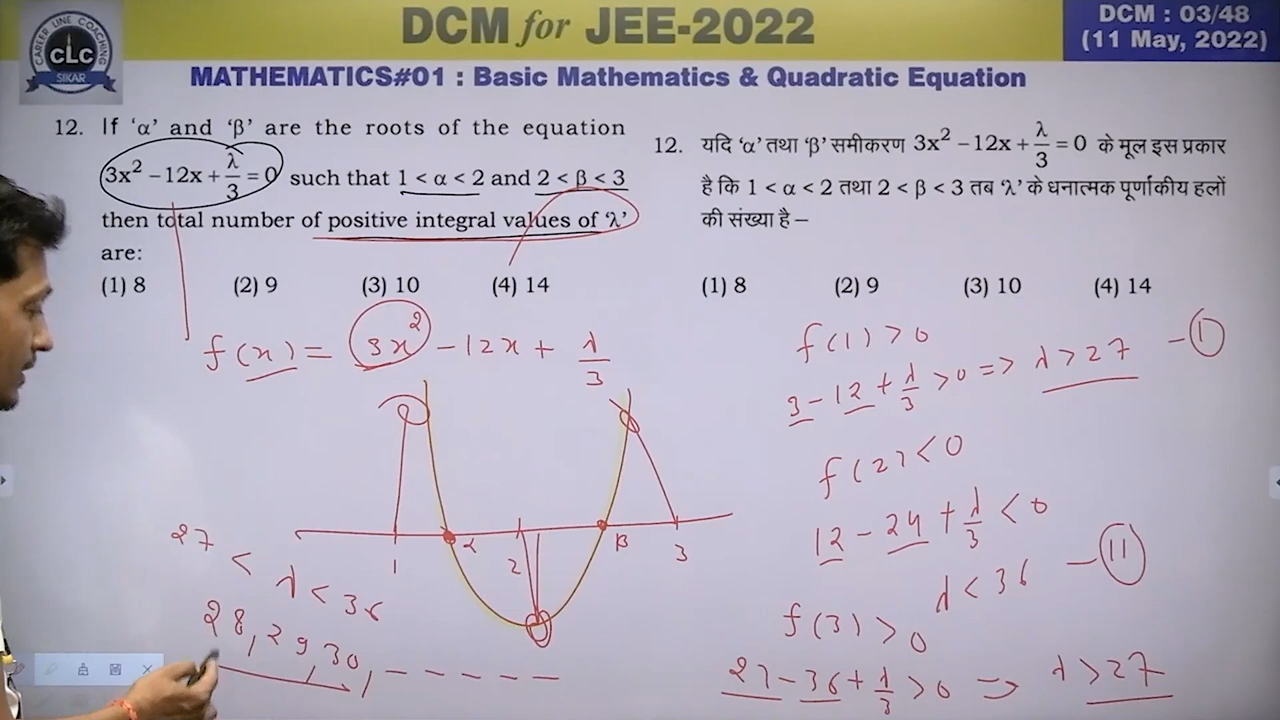 DCM for JEE-2022
DCM : 03/48
(11 May, 2022)
CAREER LINE COACHING
CLC
SIKAR
MATHEMATICS#01 : Basic Mathematics & Quadratic Equation
12. If 'α' and 'β' are the roots of the equation
3x² – 12x + λ/3 = 0 such that 1 < α < 2 and 2 < β < 3
then total number of positive integral values of 'λ'
are:
(1) 8 (2) 9 (3) 10 (4) 14
12. यदि 'α' तथा 'β' समीकरण 3x² – 12x + λ/3 = 0 के मूल इस प्रकार
है कि 1 < α < 2 तथा 2 < β < 3 तब 'λ' के धनात्मक पूर्णांकीय हलों
की संख्या है –
(1) 8 (2) 9 (3) 10 (4) 14
f(x) = 3x² - 12x + λ/3
α β
1 2 3
27 < λ < 36
28, 29, 30, - - - - -
f(1) > 0
3 - 12 + λ/3 > 0 => λ > 27 - I
f(2) < 0
12 - 24 + λ/3 < 0
λ < 36 - II
f(3) > 0
27 - 36 + λ/3 > 0 => λ > 27